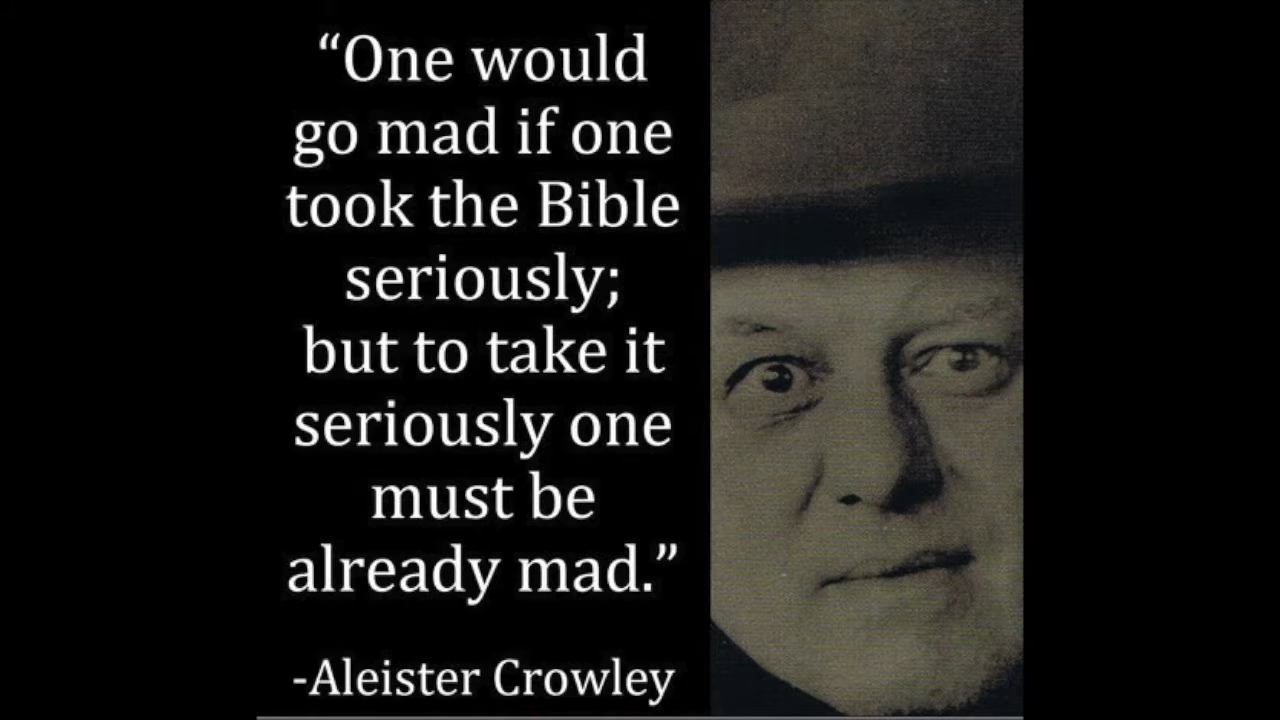 “One would
go mad if one
took the Bible
seriously;
but to take it
seriously one
must be
already mad.”
-Aleister Crowley